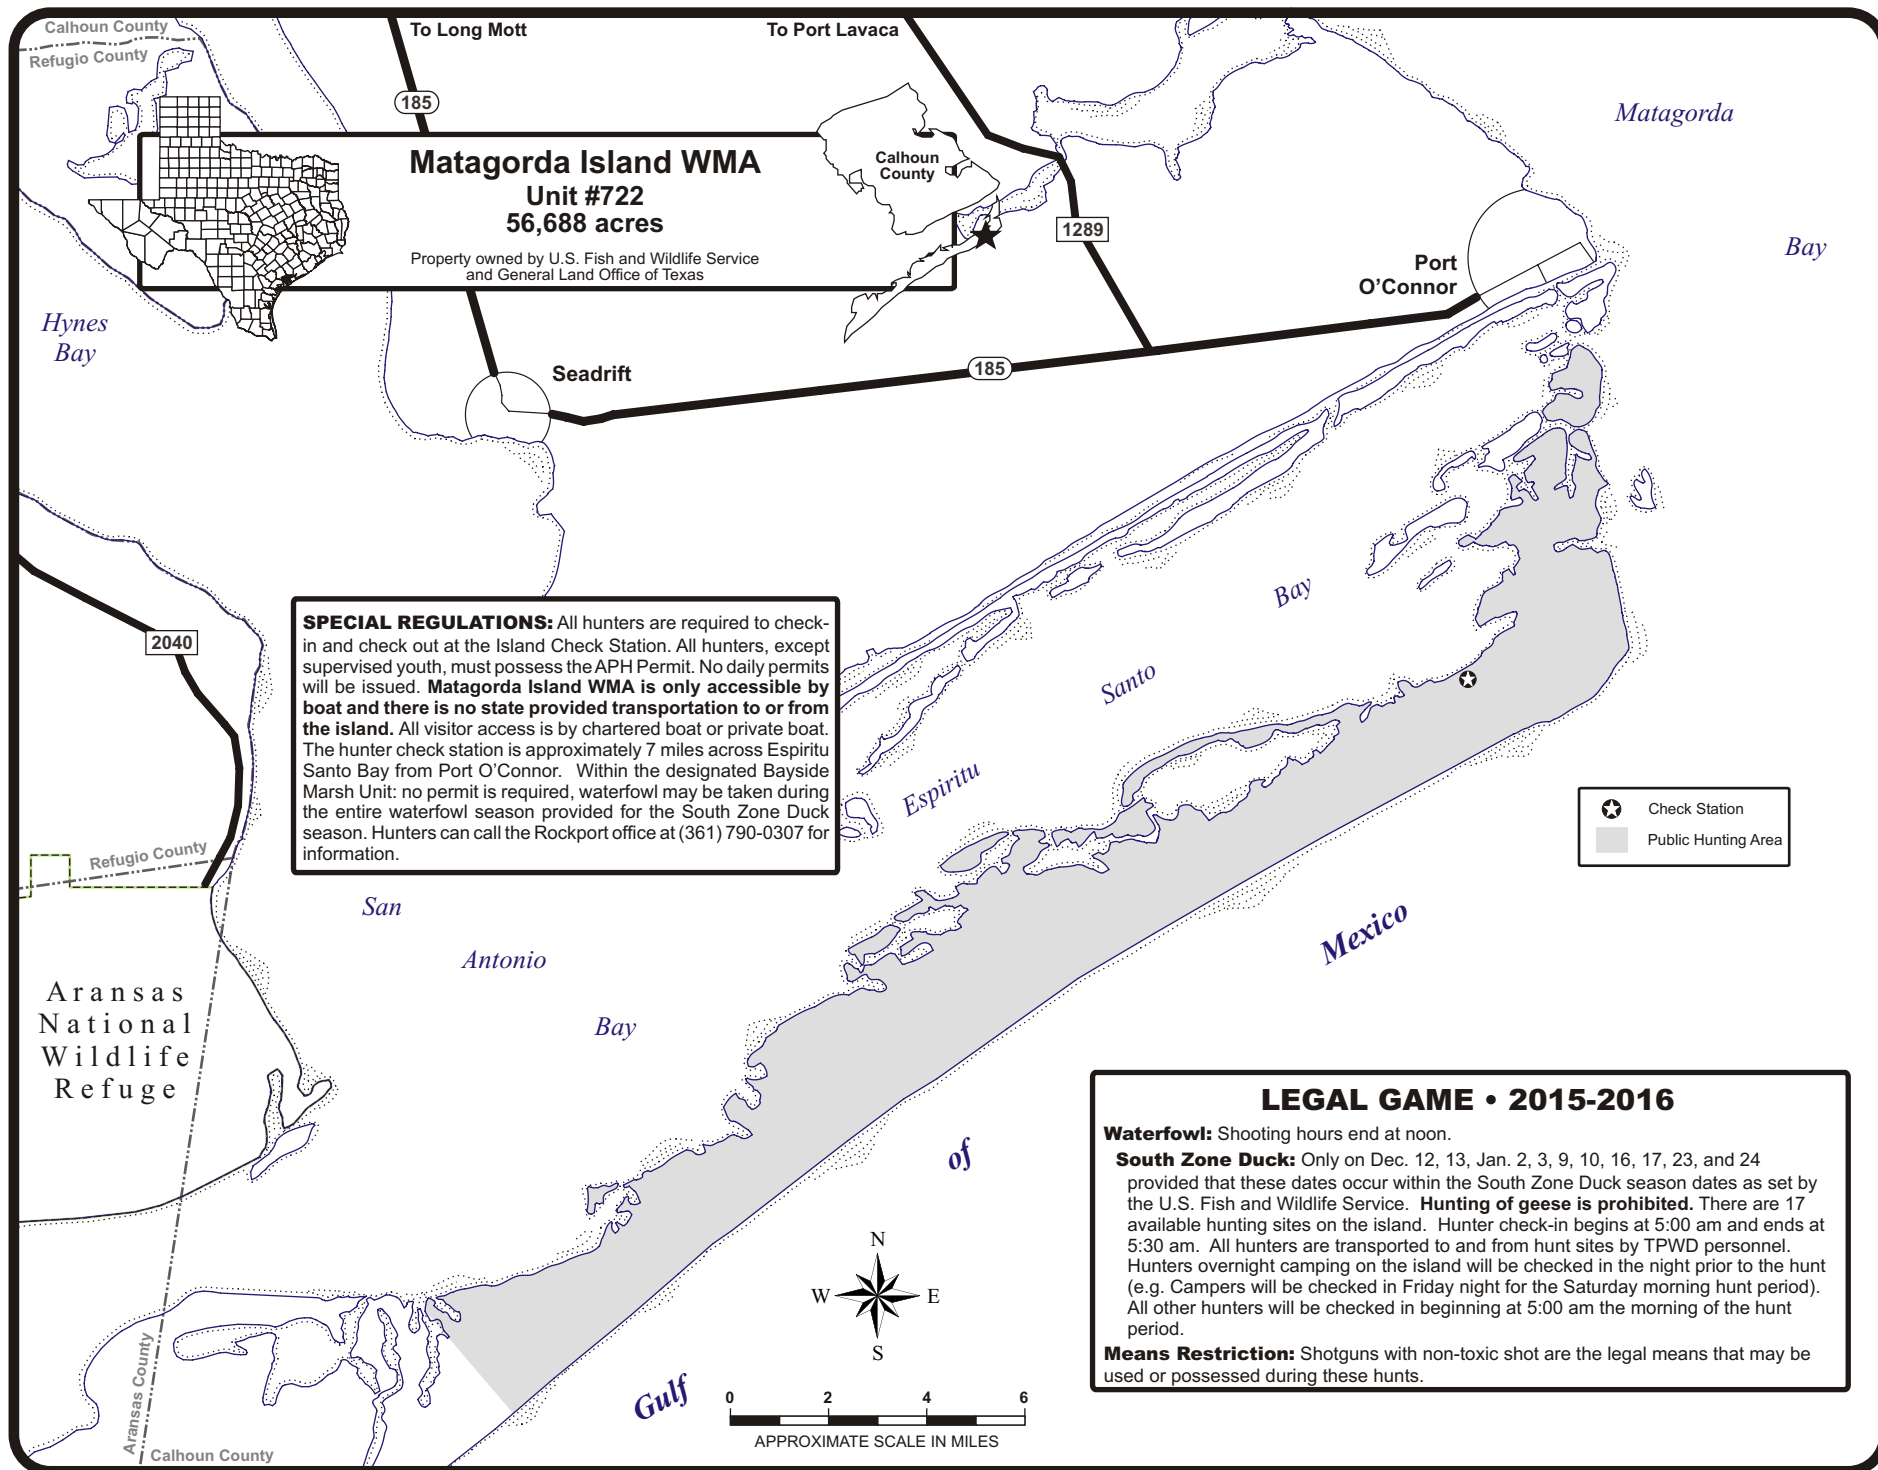 Calhoun County
Refugio County
To Long Mott
To Port Lavaca
185
Matagorda
Bay
Matagorda Island WMA
Unit #722
56,688 acres
Property owned by U.S. Fish and Wildlife Service
and General Land Office of Texas
Calhoun
County
1289
Port
O'Connor
Hynes
Bay
Seadrift
185
2040
SPECIAL REGULATIONS: All hunters are required to check-
in and check out at the Island Check Station. All hunters, except
supervised youth, must possess the APH Permit. No daily permits
will be issued. Matagorda Island WMA is only accessible by
boat and there is no state provided transportation to or from
the island. All visitor access is by chartered boat or private boat.
The hunter check station is approximately 7 miles across Espiritu
Santo Bay from Port O'Connor. Within the designated Bayside
Marsh Unit: no permit is required, waterfowl may be taken during
the entire waterfowl season provided for the South Zone Duck
season. Hunters can call the Rockport office at (361) 790-0307 for
information.
Espiritu
Santo
Bay
Check Station
Public Hunting Area
Refugio County
San
Antonio
Bay
Aransas
National
Wildlife
Refuge
Gulf
of
Mexico
LEGAL GAME • 2015-2016
Waterfowl: Shooting hours end at noon.
South Zone Duck: Only on Dec. 12, 13, Jan. 2, 3, 9, 10, 16, 17, 23, and 24
provided that these dates occur within the South Zone Duck season dates as set by
the U.S. Fish and Wildlife Service. Hunting of geese is prohibited. There are 17
available hunting sites on the island. Hunter check-in begins at 5:00 am and ends at
5:30 am. All hunters are transported to and from hunt sites by TPWD personnel.
Hunters overnight camping on the island will be checked in the night prior to the hunt
(e.g. Campers will be checked in Friday night for the Saturday morning hunt period).
All other hunters will be checked in beginning at 5:00 am the morning of the hunt
period.
Means Restriction: Shotguns with non-toxic shot are the legal means that may be
used or possessed during these hunts.
N
W E
S
0 2 4 6
APPROXIMATE SCALE IN MILES
Aransas County
Calhoun County